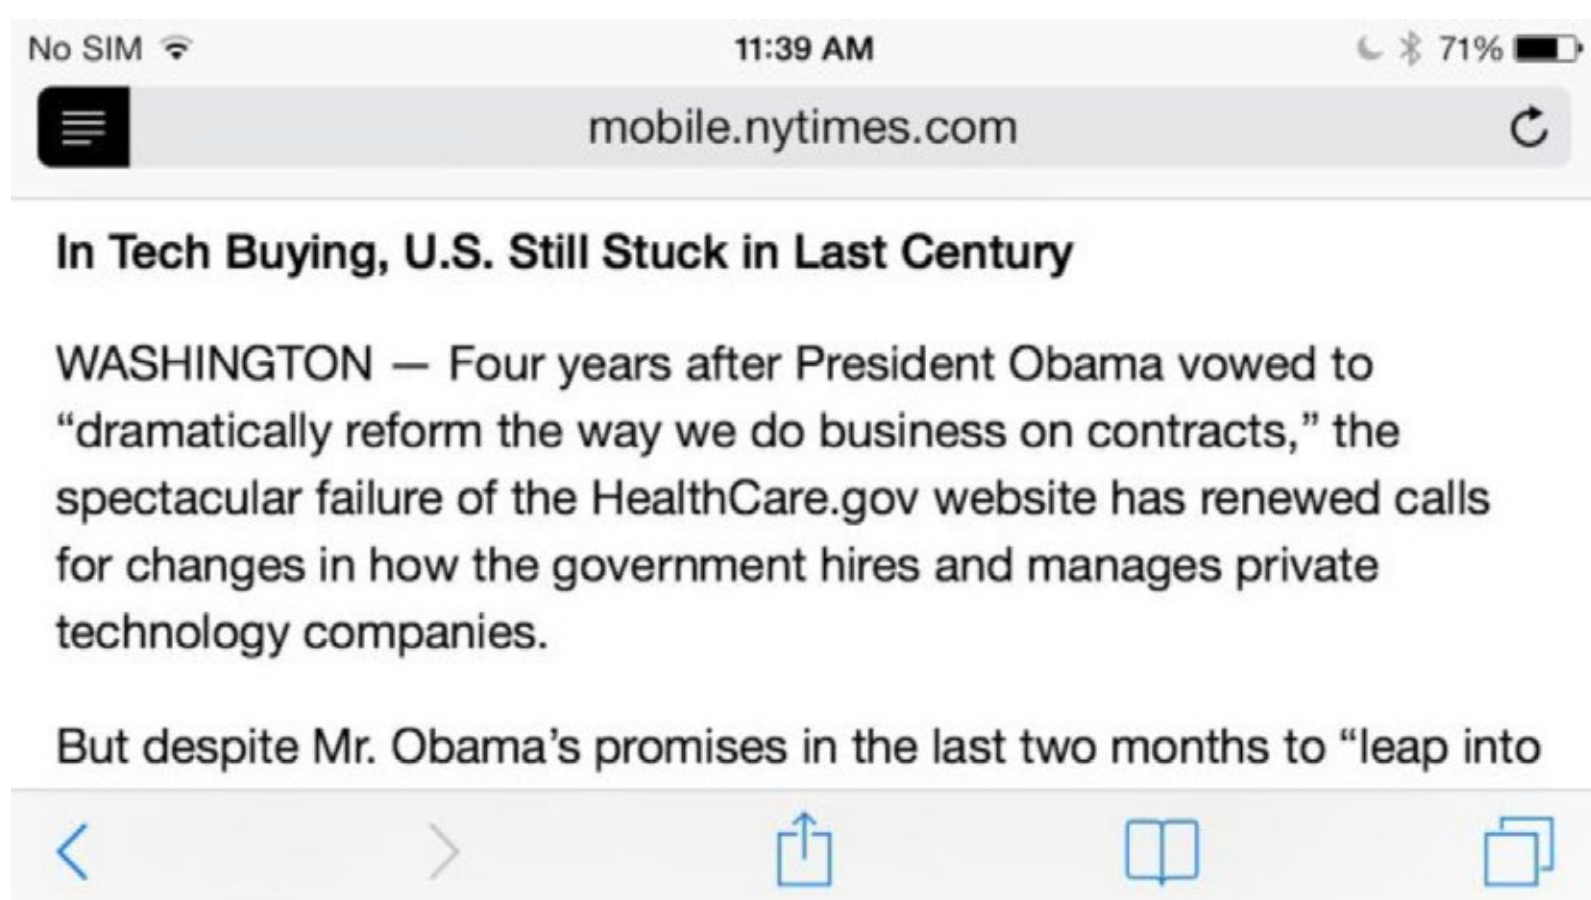 No SIM 11:39 AM 71%
mobile.nytimes.com
In Tech Buying, U.S. Still Stuck in Last Century
WASHINGTON — Four years after President Obama vowed to
“dramatically reform the way we do business on contracts,” the
spectacular failure of the HealthCare.gov website has renewed calls
for changes in how the government hires and manages private
technology companies.
But despite Mr. Obama’s promises in the last two months to “leap into